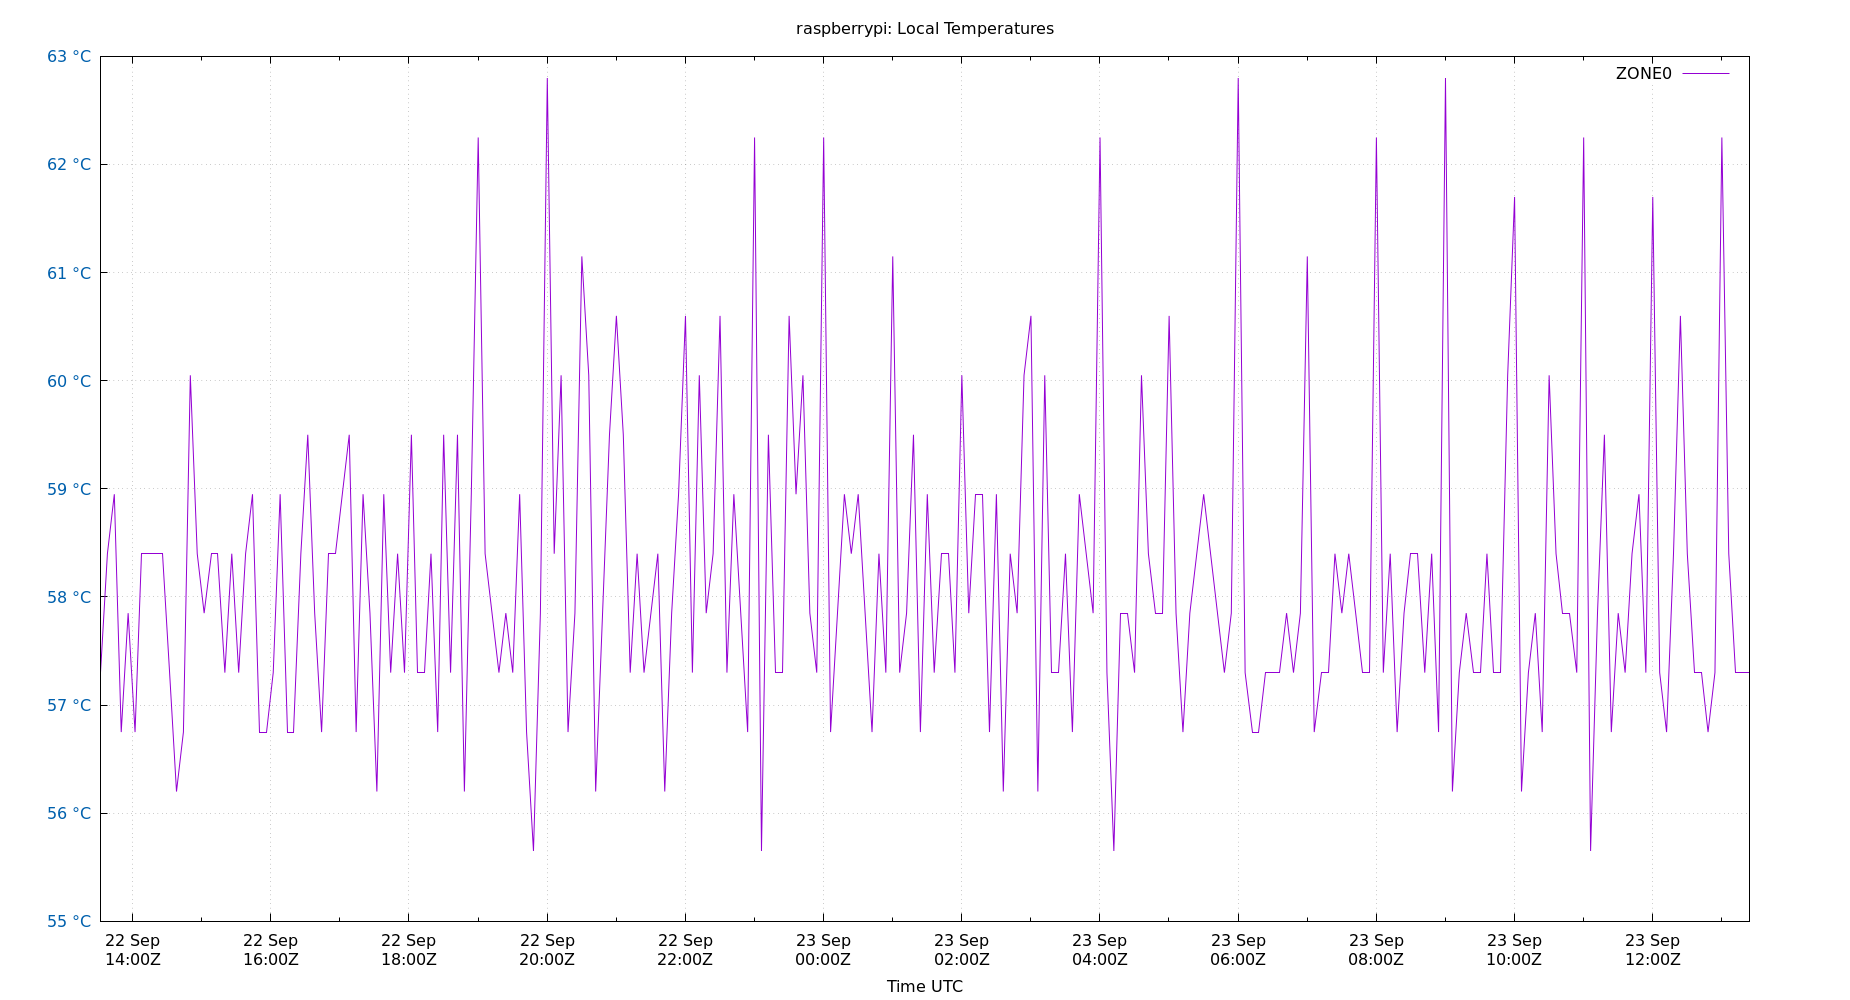 raspberrypi: Local Temperatures
ZONE0
63 °C
62 °C
61 °C
60 °C
59 °C
58 °C
57 °C
56 °C
55 °C
22 Sep 22 Sep 22 Sep 22 Sep 22 Sep 23 Sep 23 Sep 23 Sep 23 Sep 23 Sep 23 Sep 23 Sep
14:00Z 16:00Z 18:00Z 20:00Z 22:00Z 00:00Z 02:00Z 04:00Z 06:00Z 08:00Z 10:00Z 12:00Z
Time UTC